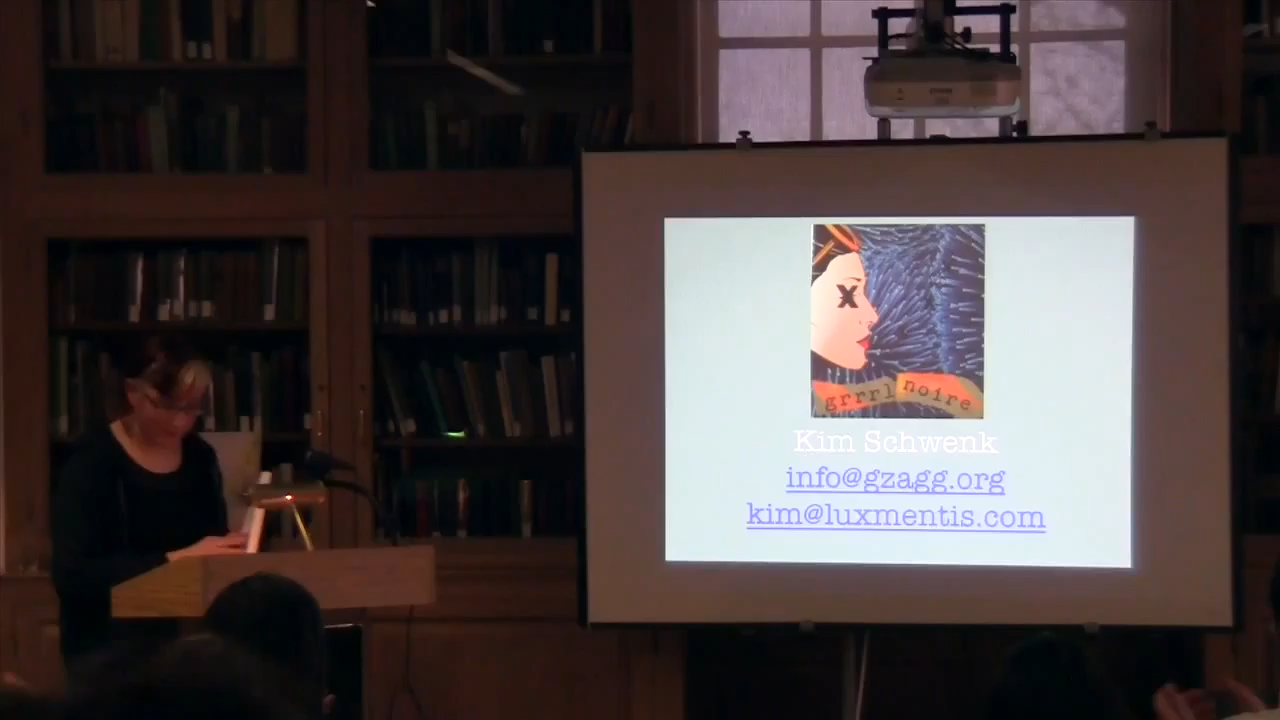 X
grrrl noire
Kim Schwenk
info@gzagg.org
kim@luxmentis.com